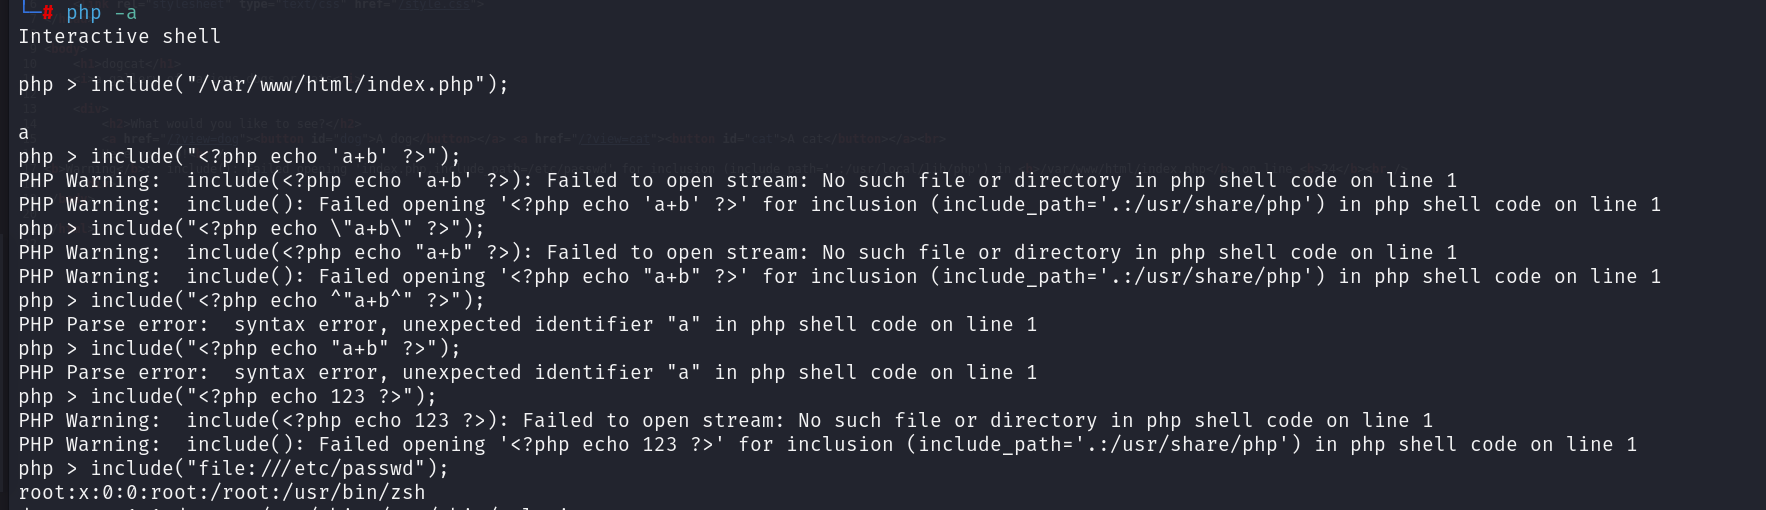 └─# php -a
Interactive shell
php > include("/var/www/html/index.php");
a
php > include("<?php echo 'a+b' ?>");
PHP Warning:  include(<?php echo 'a+b' ?>): Failed to open stream: No such file or directory in php shell code on line 1
PHP Warning:  include(): Failed opening '<?php echo 'a+b' ?>' for inclusion (include_path='.:/usr/share/php') in php shell code on line 1
php > include("<?php echo \"a+b\" ?>");
PHP Warning:  include(<?php echo "a+b" ?>): Failed to open stream: No such file or directory in php shell code on line 1
PHP Warning:  include(): Failed opening '<?php echo "a+b" ?>' for inclusion (include_path='.:/usr/share/php') in php shell code on line 1
php > include("<?php echo ^"a+b^" ?>");
PHP Parse error:  syntax error, unexpected identifier "a" in php shell code on line 1
php > include("<?php echo "a+b" ?>");
PHP Parse error:  syntax error, unexpected identifier "a" in php shell code on line 1
php > include("<?php echo 123 ?>");
PHP Warning:  include(<?php echo 123 ?>): Failed to open stream: No such file or directory in php shell code on line 1
PHP Warning:  include(): Failed opening '<?php echo 123 ?>' for inclusion (include_path='.:/usr/share/php') in php shell code on line 1
php > include("file:///etc/passwd");
root:x:0:0:root:/root:/usr/bin/zsh